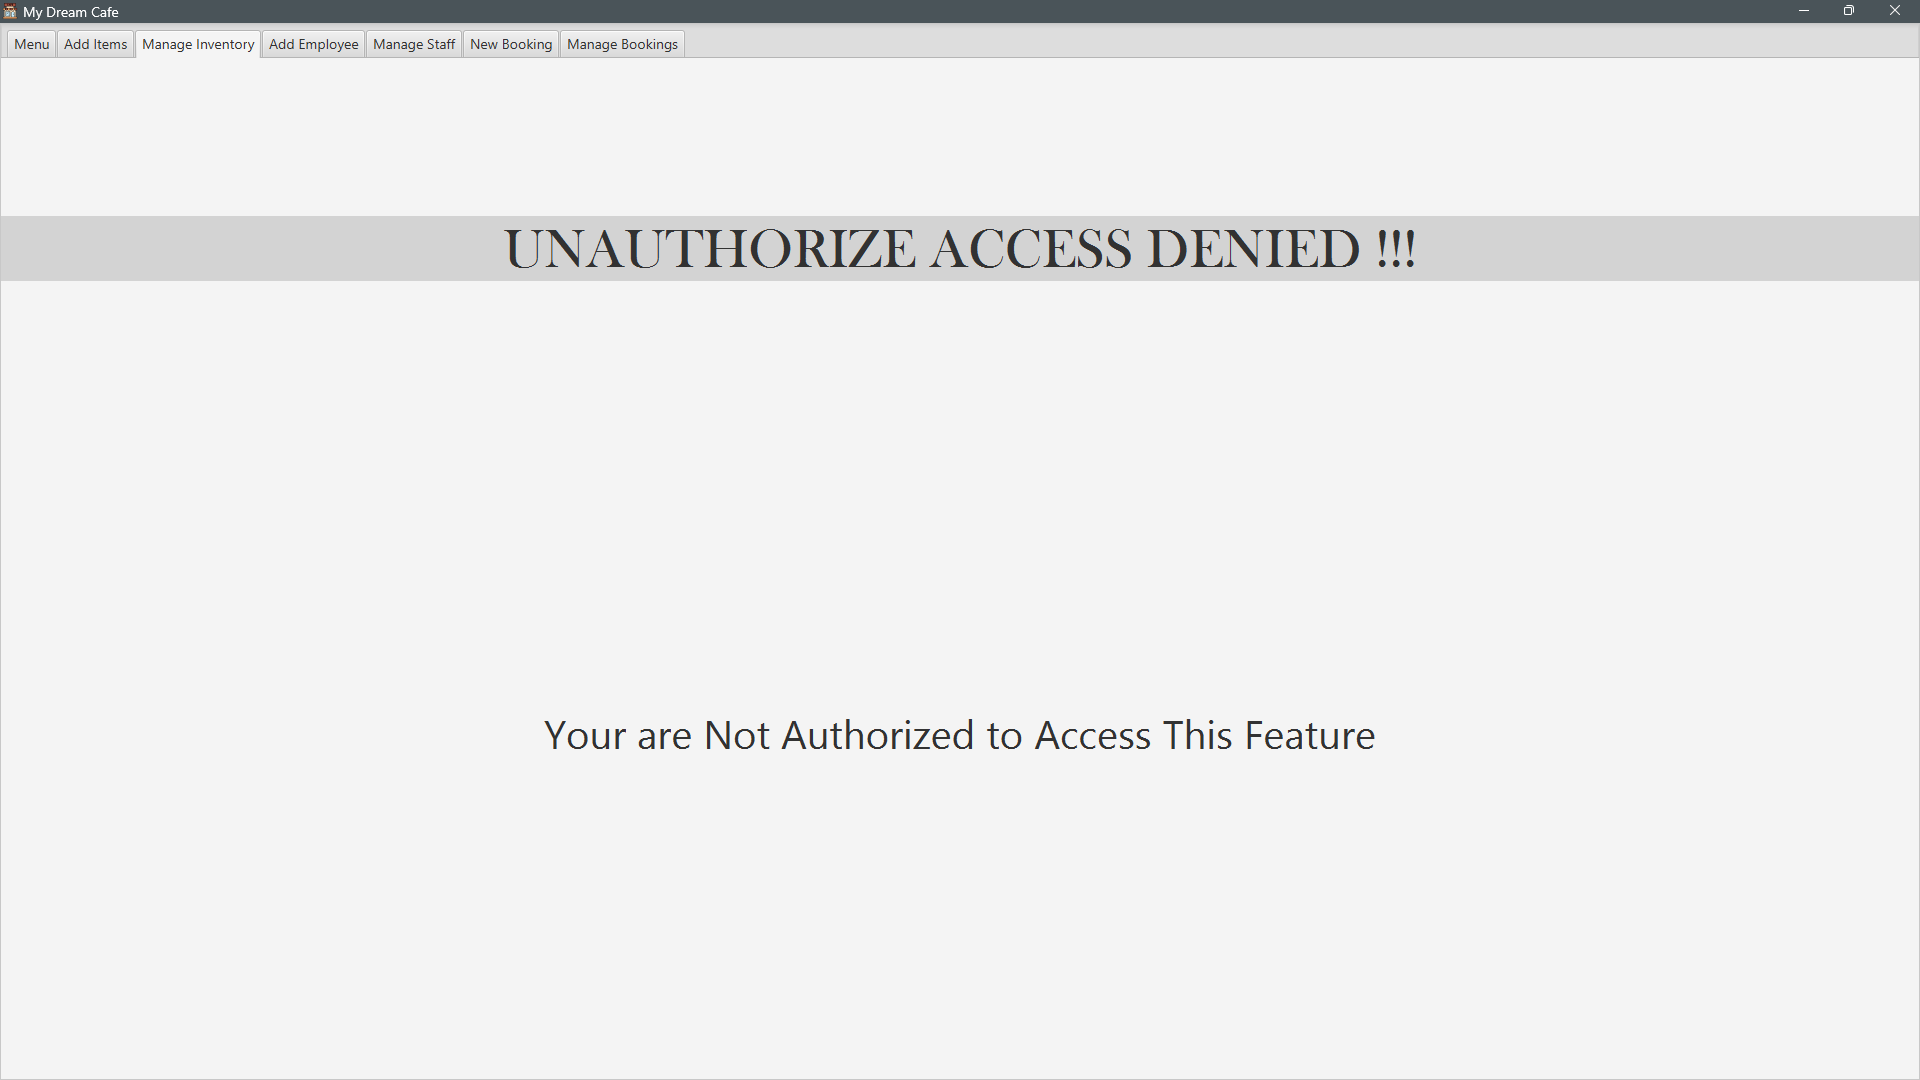 My Dream Cafe
Menu Add Items Manage Inventory Add Employee Manage Staff New Booking Manage Bookings
UNAUTHORIZE ACCESS DENIED !!!
Your are Not Authorized to Access This Feature